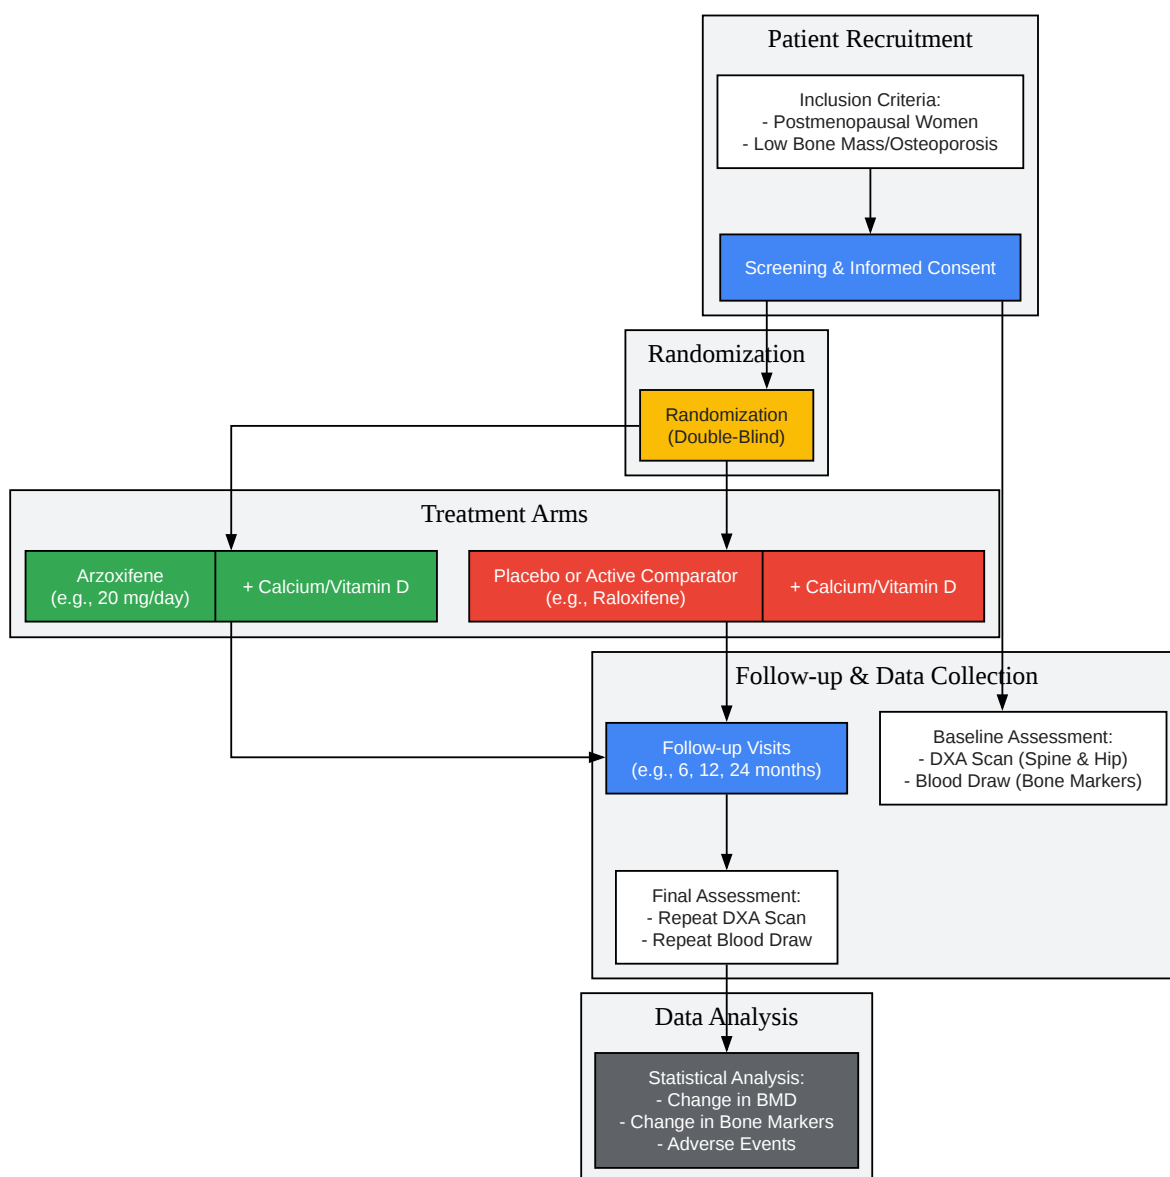 Patient Recruitment
Inclusion Criteria:
- Postmenopausal Women
- Low Bone Mass/Osteoporosis
Screening & Informed Consent
Randomization
Randomization
(Double-Blind)
Treatment Arms
Arzoxifene
(e.g., 20 mg/day)
+ Calcium/Vitamin D
Placebo or Active Comparator
(e.g., Raloxifene)
+ Calcium/Vitamin D
Follow-up & Data Collection
Follow-up Visits
(e.g., 6, 12, 24 months)
Baseline Assessment:
- DXA Scan (Spine & Hip)
- Blood Draw (Bone Markers)
Final Assessment:
- Repeat DXA Scan
- Repeat Blood Draw
Data Analysis
Statistical Analysis:
- Change in BMD
- Change in Bone Markers
- Adverse Events